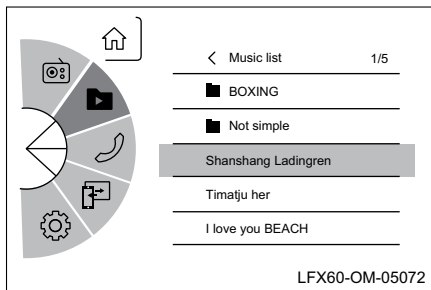 Music list 1/5
BOXING
Not simple
Shanshang Ladingren
Timatju her
I love you BEACH
LFX60-OM-05072